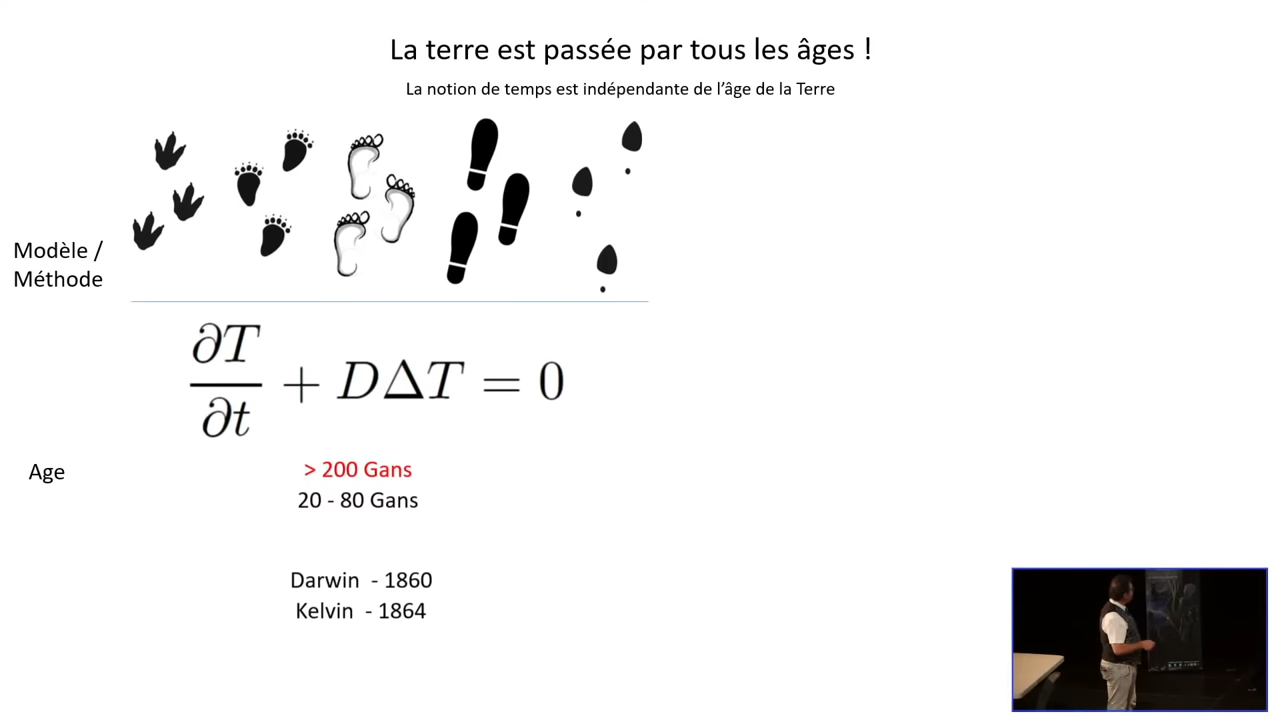 La terre est passée par tous les âges !
La notion de temps est indépendante de l'âge de la Terre
Modèle /
Méthode
∂T/∂t + DΔT = 0
Age
> 200 Gans
20 - 80 Gans
Darwin - 1860
Kelvin - 1864